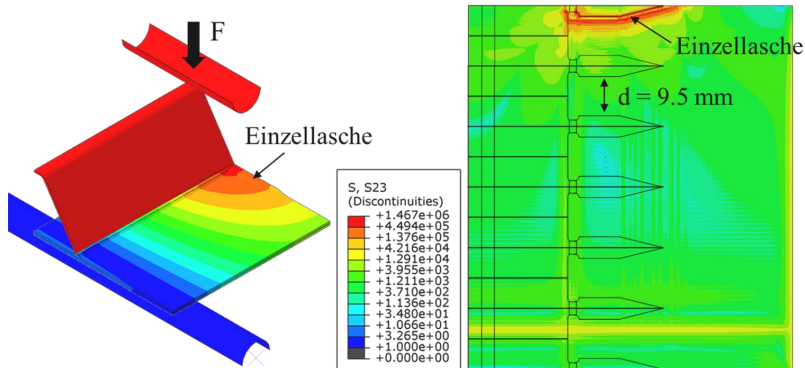 F
Einzellasche
Einzellasche
d = 9.5 mm
S, S23
(Discontinuities)
+1.467e+06
+4.494e+05
+1.376e+05
+4.216e+04
+1.291e+04
+3.955e+03
+1.211e+03
+3.710e+02
+1.136e+02
+3.480e+01
+1.066e+01
+3.265e+00
+1.000e+00
+0.000e+00